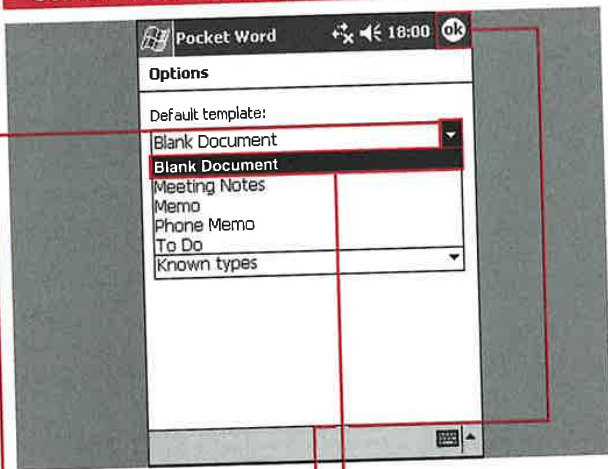 Pocket Word 18:00 ok
Options
Default template:
Blank Document
Blank Document
Meeting Notes
Memo
Phone Memo
To Do
Known types